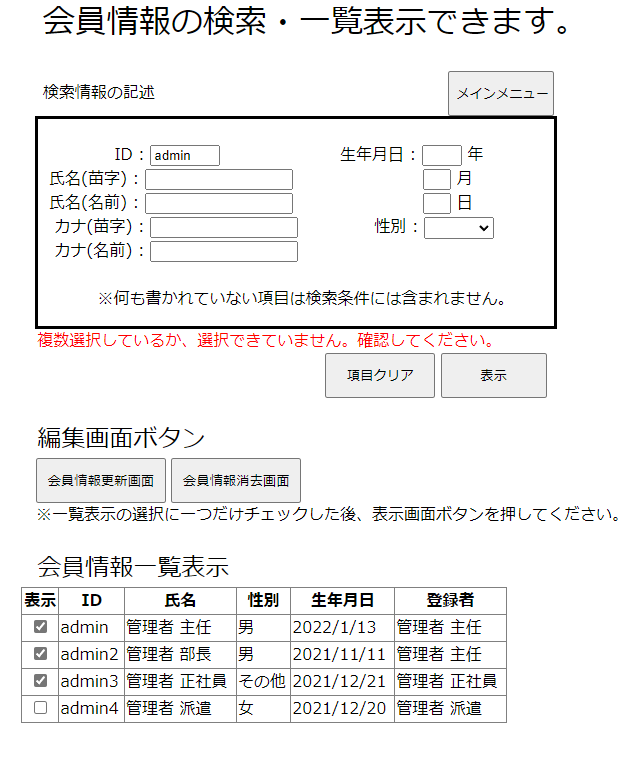 会員情報の検索・一覧表示できます。
検索情報の記述
メインメニュー
ID : admin 生年月日 : 年
氏名(苗字) : 月
氏名(名前) : 日
カナ(苗字) : 性別 :
カナ(名前) :
※何も書かれていない項目は検索条件には含まれません。
複数選択しているか、選択できていません。確認してください。
項目クリア 表示
編集画面ボタン
会員情報更新画面 会員情報消去画面
※一覧表示の選択に一つだけチェックした後、表示画面ボタンを押してください。
会員情報一覧表示
表示 ID 氏名 性別 生年月日 登録者
admin 管理者 主任 男 2022/1/13 管理者 主任
admin2 管理者 部長 男 2021/11/11 管理者 主任
admin3 管理者 正社員 その他 2021/12/21 管理者 正社員
admin4 管理者 派遣 女 2021/12/20 管理者 派遣